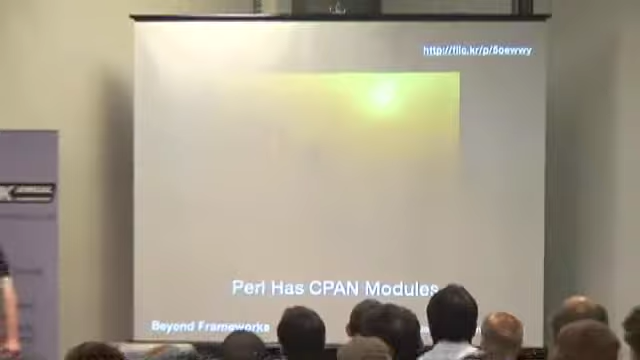 http://flic.kr/p/5oewwy
Perl Has CPAN Modules
Beyond Frameworks